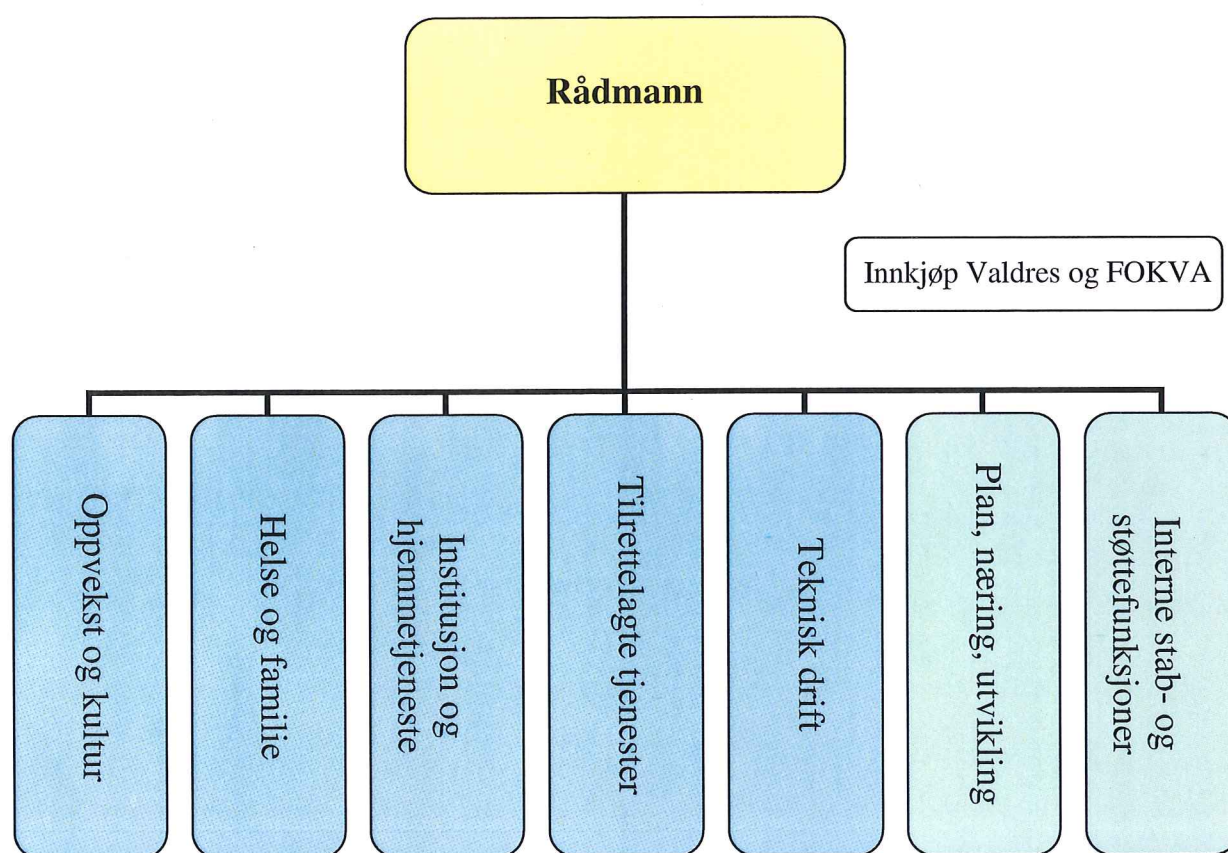 Rådmann
Innkjøp Valdres og FOKVA
Oppvekst og kultur
Helse og familie
Institusjon og
hjemmetjeneste
Tilrettelagte tjenester
Teknisk drift
Plan, næring, utvikling
Interne stab- og
støttefunksjoner